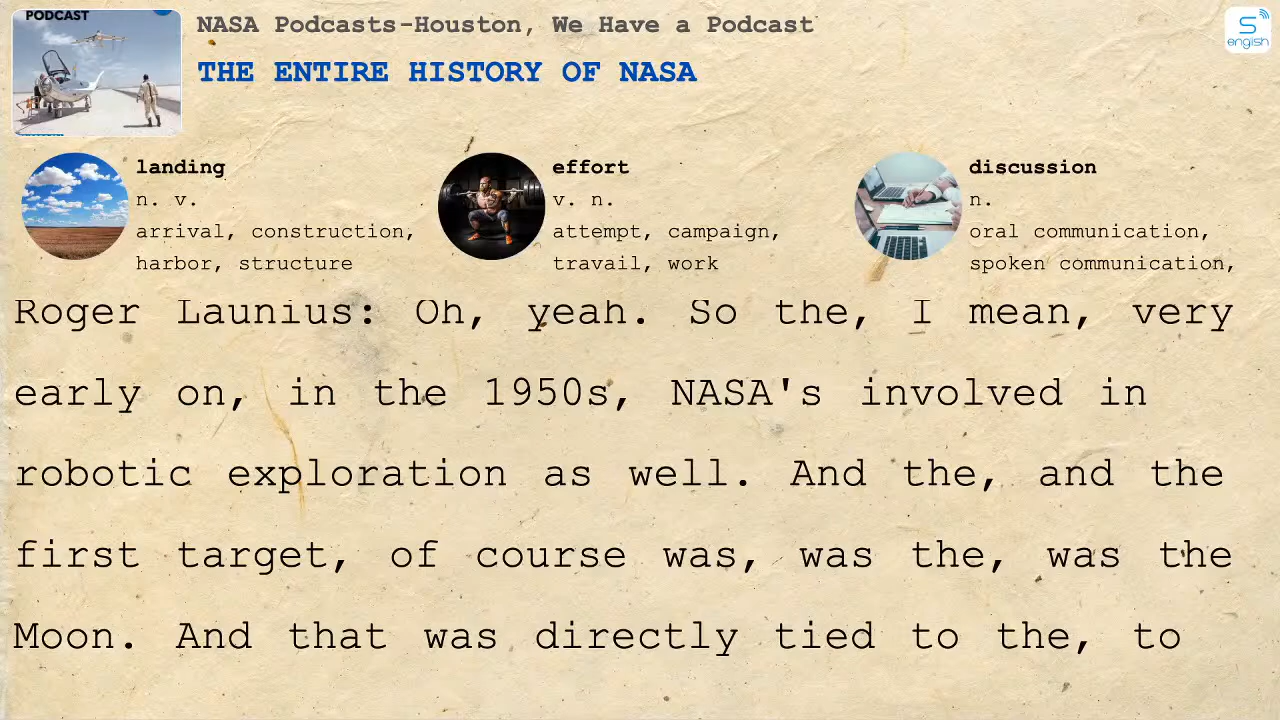 PODCAST
NASA Podcasts-Houston, We Have a Podcast
THE ENTIRE HISTORY OF NASA
S
english
landing
n. v.
arrival, construction,
harbor, structure
effort
v. n.
attempt, campaign,
travail, work
discussion
n.
oral communication,
spoken communication,
Roger Launius: Oh, yeah. So the, I mean, very
early on, in the 1950s, NASA's involved in
robotic exploration as well. And the, and the
first target, of course was, was the, was the
Moon. And that was directly tied to the, to